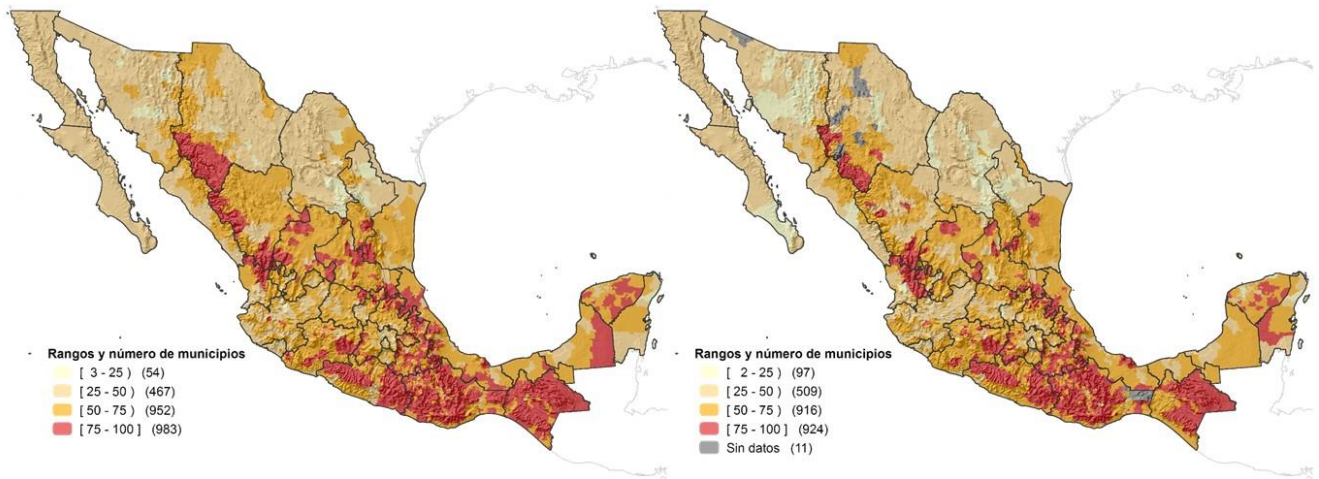 Rangos y número de municipios
[ 3 - 25 ) (54)
[ 25 - 50 ) (467)
[ 50 - 75 ) (952)
[ 75 - 100 ] (983)
Rangos y número de municipios
[ 2 - 25 ) (97)
[ 25 - 50 ) (509)
[ 50 - 75 ) (916)
[ 75 - 100 ] (924)
Sin datos (11)